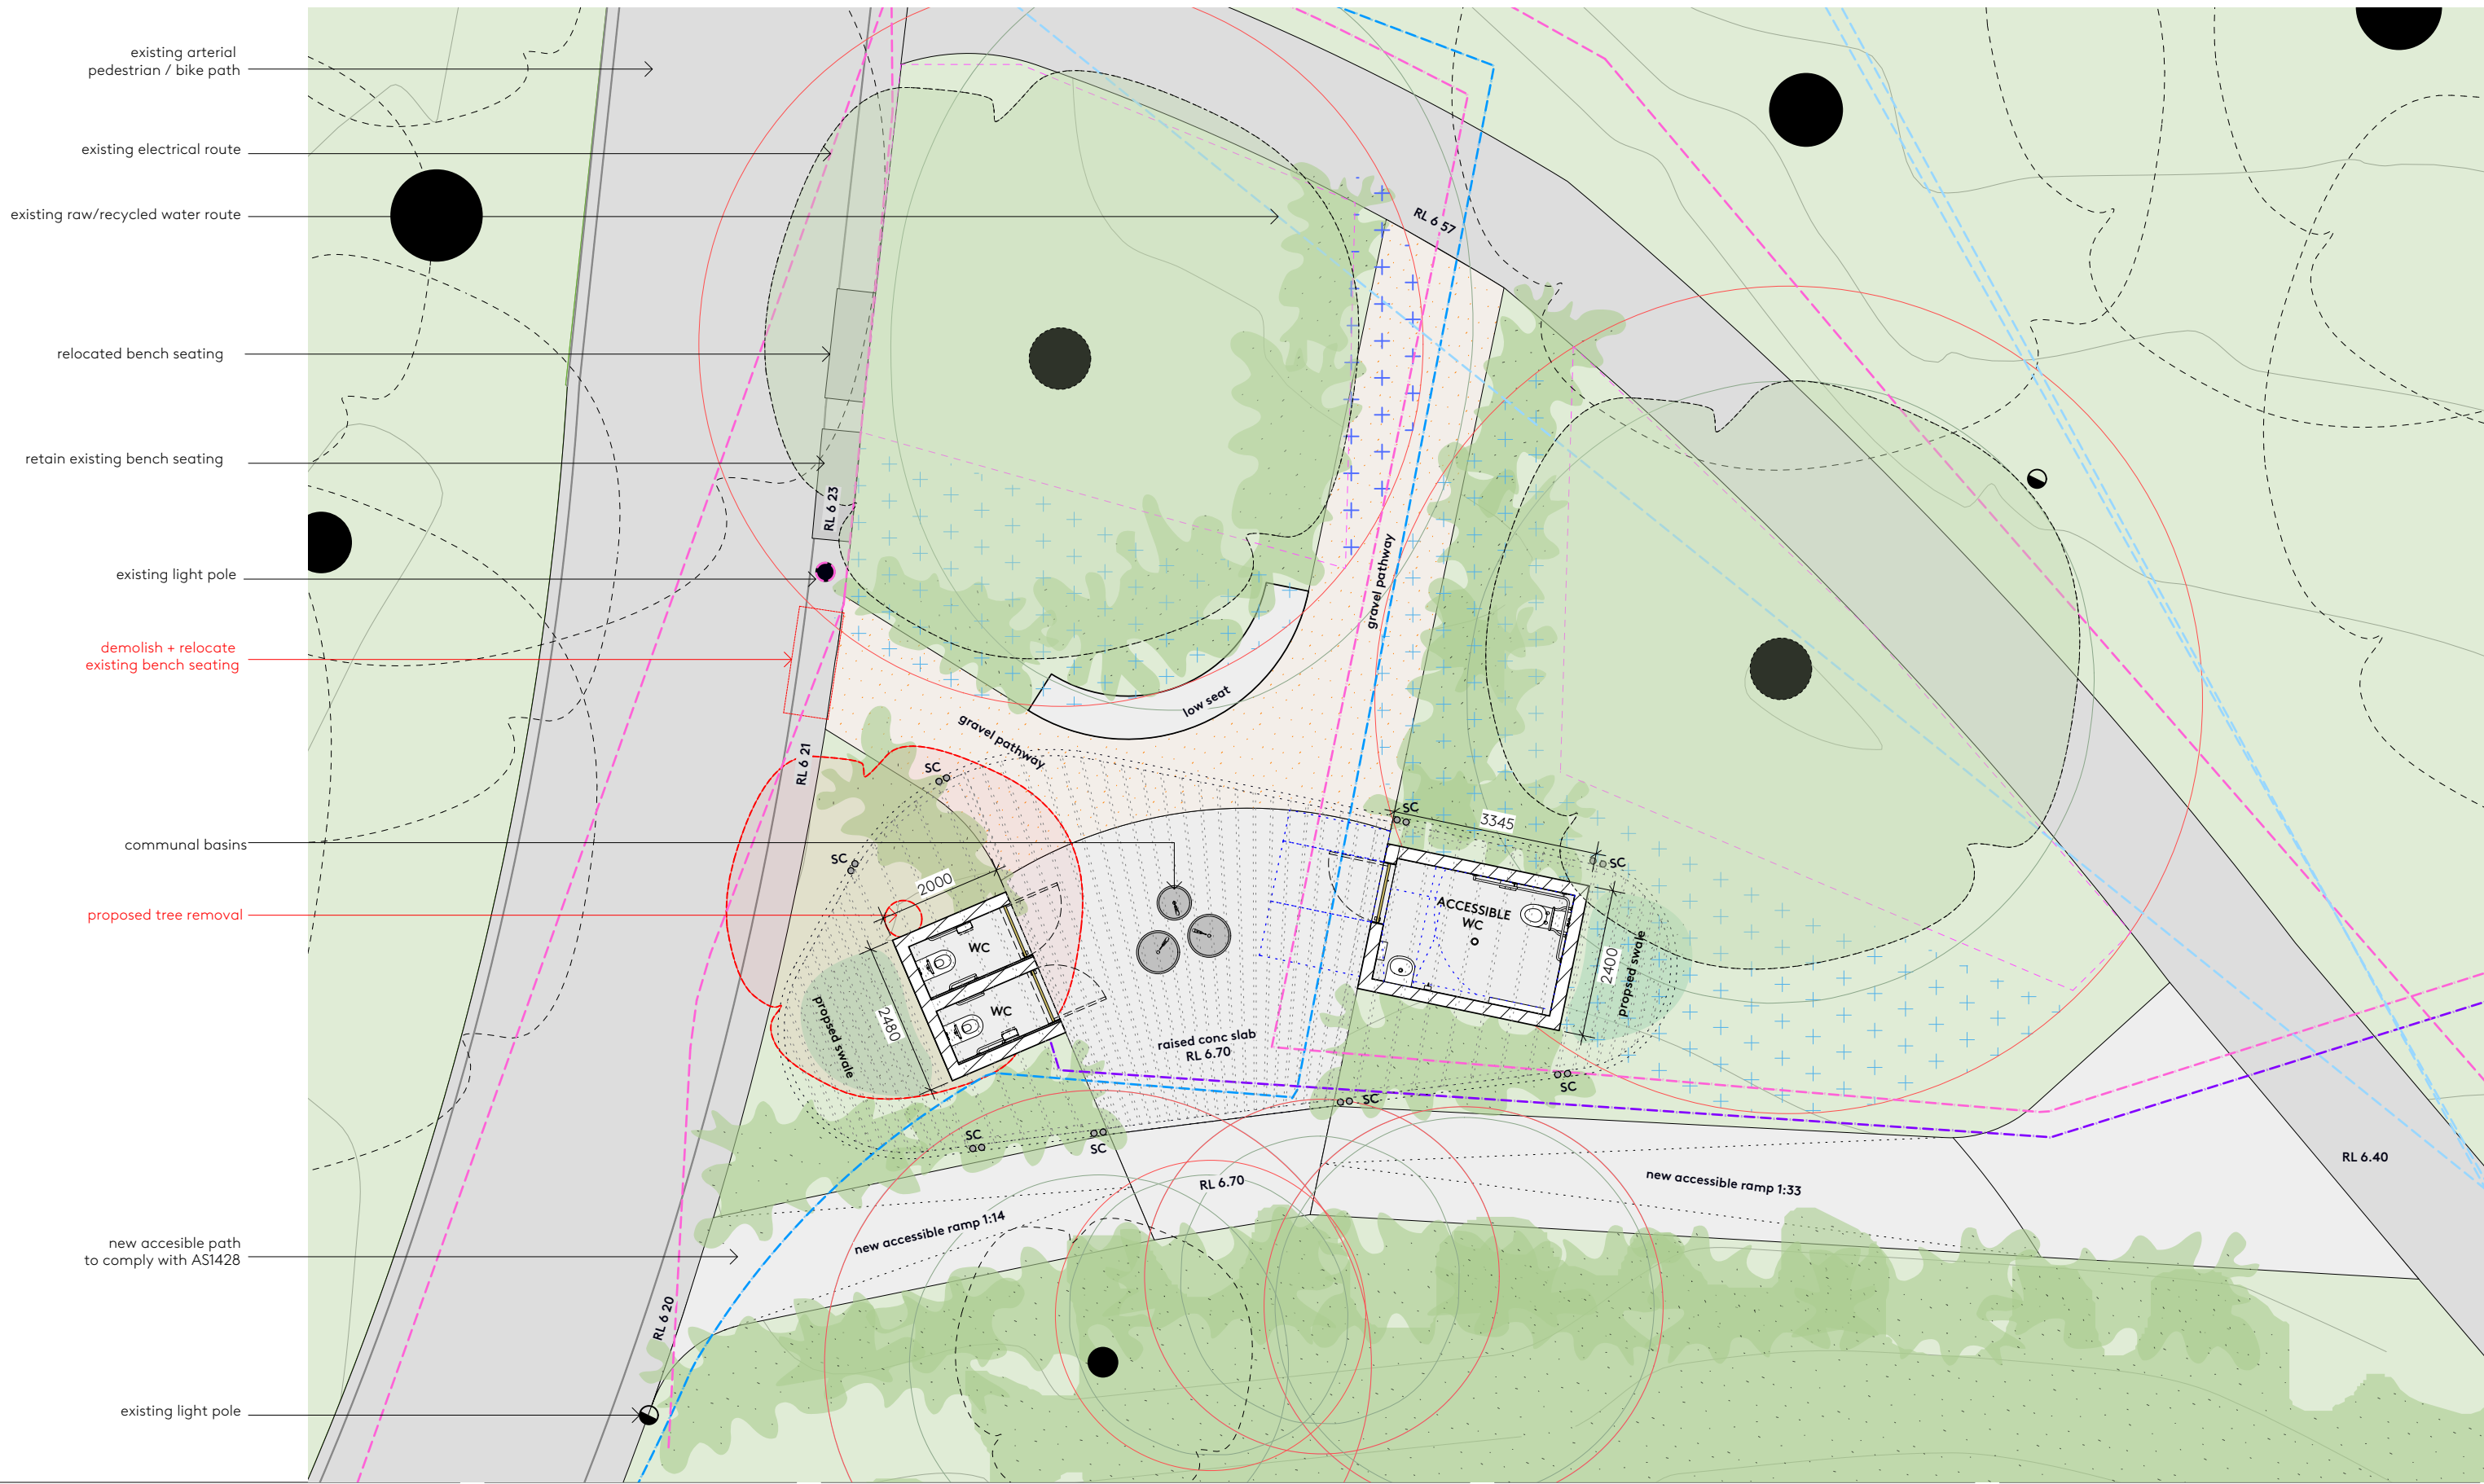 existing arterial
pedestrian / bike path
existing electrical route
existing raw/recycled water route
relocated bench seating
retain existing bench seating
existing light pole
demolish + relocate
existing bench seating
communal basins
proposed tree removal
new accesible path
to comply with AS1428
existing light pole
RL 6 57
RL 6 23
gravel pathway
low seat
gravel pathway
RL 6 21
SC
SC
SC
3345
SC
2000
ACCESSIBLE
WC
WC
WC
2480
2400
propsed swale
propsed swale
raised conc slab
RL 6.70
SC
SC
SC
SC
RL 6.40
RL 6.70
new accessible ramp 1:33
new accessible ramp 1:14
RL 6 20